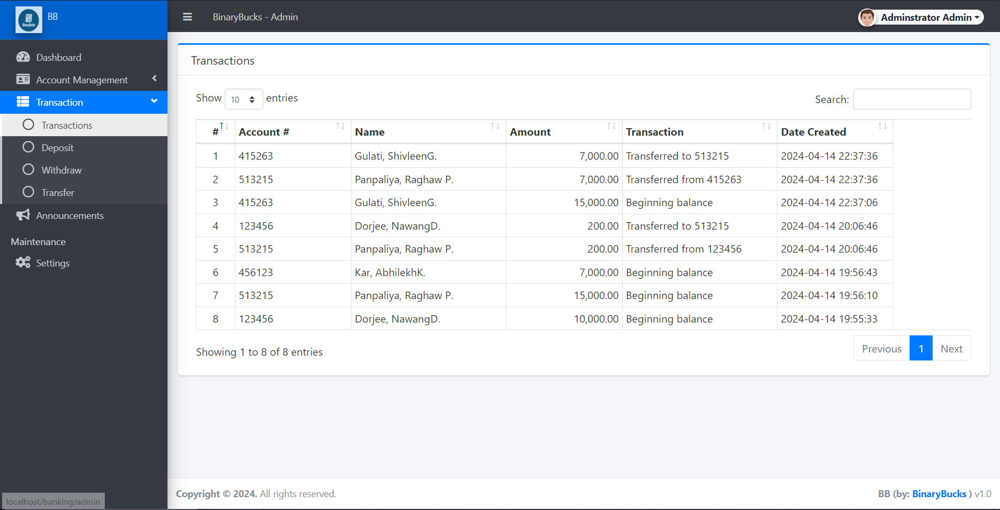 BB
BB BinaryBucks
BinaryBucks - Admin
Adminstrator Admin
Dashboard
Account Management
Transaction
Transactions
Deposit
Withdraw
Transfer
Announcements
Maintenance
Settings
Transactions
Show 10 entries
Search:
# Account # Name Amount Transaction Date Created
1 415263 Gulati, ShivleenG. 7,000.00 Transferred to 513215 2024-04-14 22:37:36
2 513215 Panpaliya, Raghaw P. 7,000.00 Transferred from 415263 2024-04-14 22:37:36
3 415263 Gulati, ShivleenG. 15,000.00 Beginning balance 2024-04-14 22:37:06
4 123456 Dorjee, NawangD. 200.00 Transferred to 513215 2024-04-14 20:06:46
5 513215 Panpaliya, Raghaw P. 200.00 Transferred from 123456 2024-04-14 20:06:46
6 456123 Kar, AbhilekhK. 7,000.00 Beginning balance 2024-04-14 19:56:43
7 513215 Panpaliya, Raghaw P. 15,000.00 Beginning balance 2024-04-14 19:56:10
8 123456 Dorjee, NawangD. 10,000.00 Beginning balance 2024-04-14 19:55:33
Showing 1 to 8 of 8 entries
Previous 1 Next
Copyright © 2024. All rights reserved.
BB (by: BinaryBucks ) v1.0
localhost/banking/admin